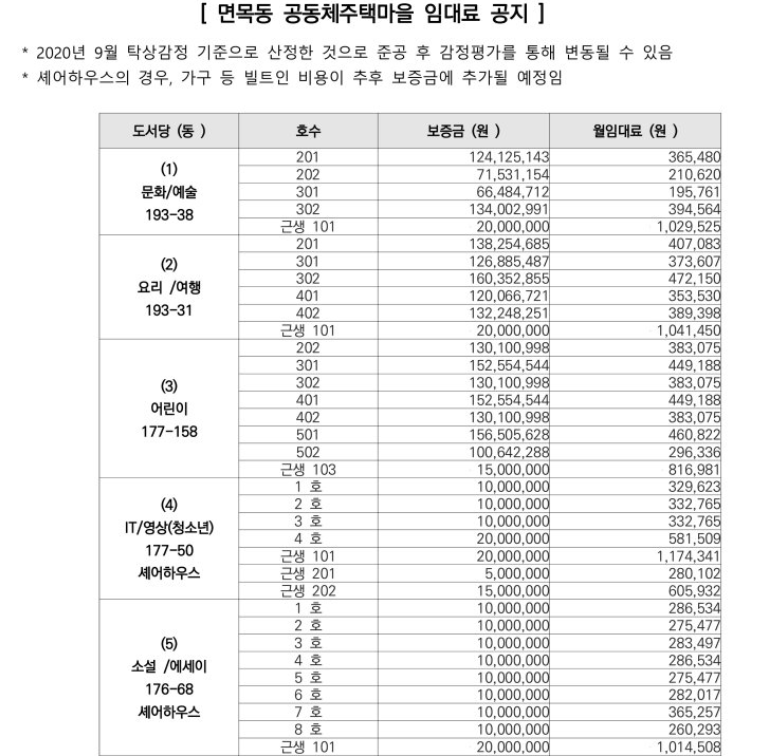 [ 면목동 공동체주택마을 임대료 공지 ]
* 2020년 9월 탁상감정 기준으로 산정한 것으로 준공 후 감정평가를 통해 변동될 수 있음
* 셰어하우스의 경우, 가구 등 빌트인 비용이 추후 보증금에 추가될 예정임
도서당 (동 ) 호수 보증금 (원 ) 월임대료 (원 )
(1)
문화/예술
193-38
201 124,125,143 365,480
202 71,531,154 210,620
301 66,484,712 195,761
302 134,002,991 394,564
근생 101 20,000,000 1,029,525
(2)
요리 /여행
193-31
201 138,254,685 407,083
301 126,885,487 373,607
302 160,352,855 472,150
401 120,066,721 353,530
402 132,248,251 389,398
근생 101 20,000,000 1,041,450
(3)
어린이
177-158
202 130,100,998 383,075
301 152,554,544 449,188
302 130,100,998 383,075
401 152,554,544 449,188
402 130,100,998 383,075
501 156,505,628 460,822
502 100,642,288 296,336
근생 103 15,000,000 816,981
(4)
IT/영상(청소년)
177-50
셰어하우스
1 호 10,000,000 329,623
2 호 10,000,000 332,765
3 호 10,000,000 332,765
4 호 20,000,000 581,509
근생 101 20,000,000 1,174,341
근생 201 5,000,000 280,102
근생 202 15,000,000 605,932
(5)
소설 /에세이
176-68
셰어하우스
1 호 10,000,000 286,534
2 호 10,000,000 275,477
3 호 10,000,000 283,497
4 호 10,000,000 286,534
5 호 10,000,000 275,477
6 호 10,000,000 282,017
7 호 10,000,000 365,257
8 호 10,000,000 260,293
근생 101 20,000,000 1,014,508